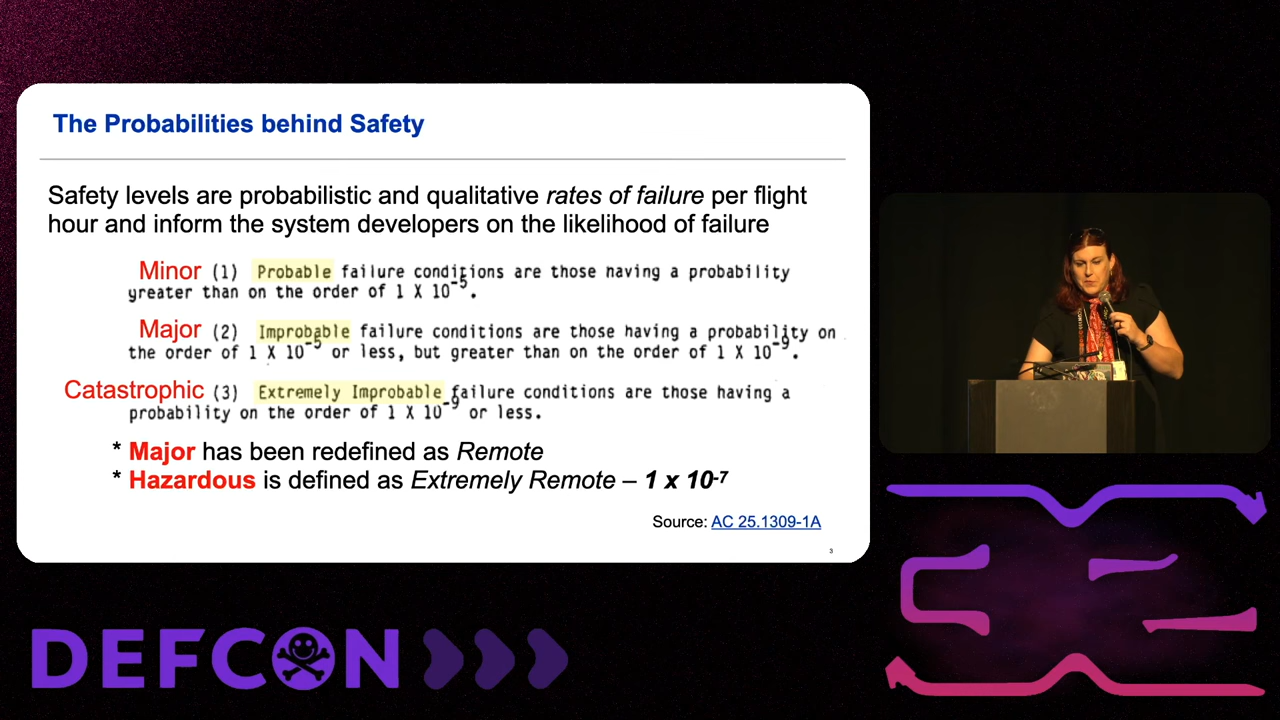 The Probabilities behind Safety
Safety levels are probabilistic and qualitative rates of failure per flight
hour and inform the system developers on the likelihood of failure
Minor (1) Probable failure conditions are those having a probability
greater than on the order of 1 X 10-5.
Major (2) Improbable failure conditions are those having a probability on
the order of 1 X 10-5 or less, but greater than on the order of 1 X 10-9.
Catastrophic (3) Extremely Improbable failure conditions are those having a
probability on the order of 1 X 10-9 or less.
* Major has been redefined as Remote
* Hazardous is defined as Extremely Remote – 1 x 10-7
Source: AC 25.1309-1A
3
DEFCON